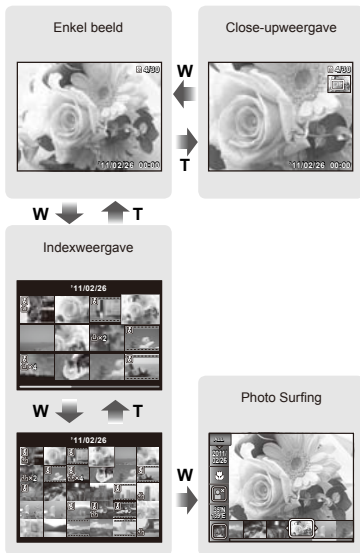 Enkel beeld
4/30
'11/02/26 00:00
W
T
Close-upweergave
4/30
'11/02/26 00:00
W T
Indexweergave
'11/02/26
×2
×4
W T
'11/02/26
×2
×4
W
Photo Surfing
ALL
2011/
02/26